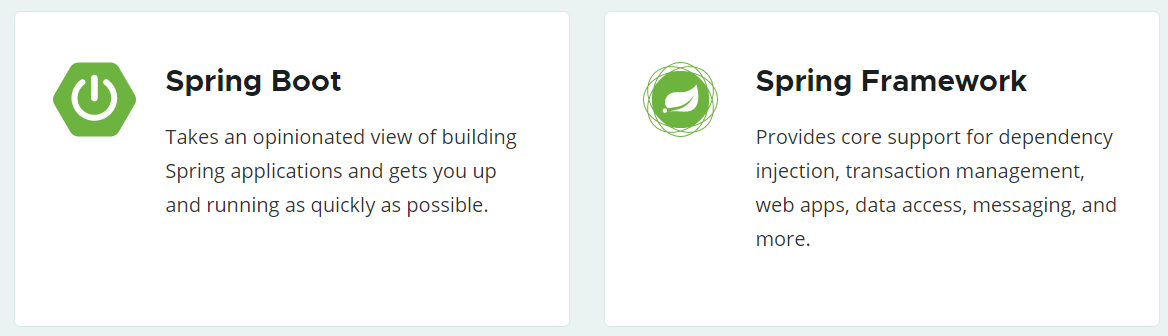 Spring Boot
Takes an opinionated view of building
Spring applications and gets you up
and running as quickly as possible.
Spring Framework
Provides core support for dependency
injection, transaction management,
web apps, data access, messaging, and
more.